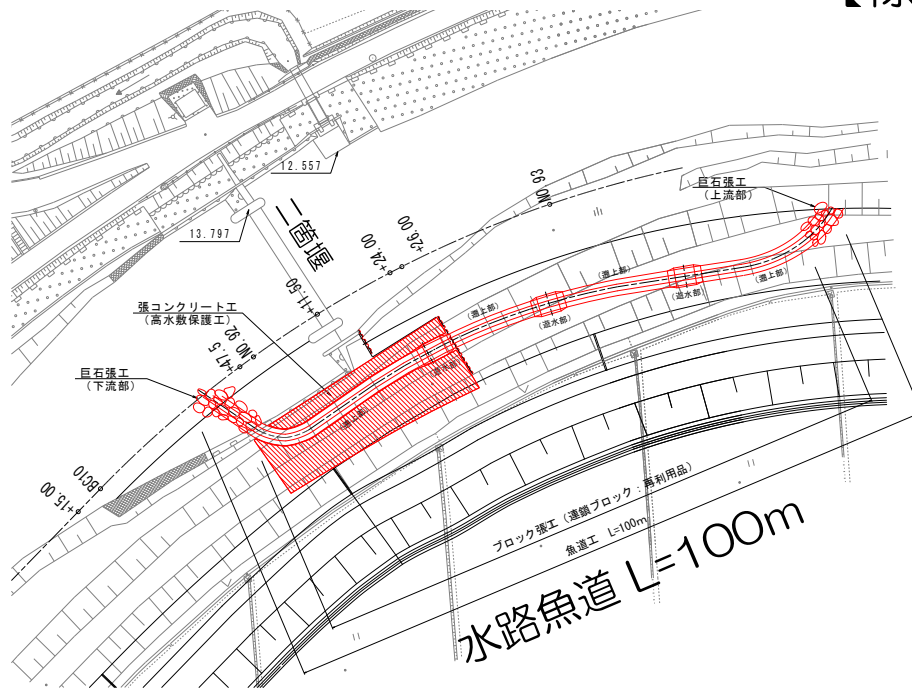 12.557
13.797
二箇堰
NO.93
+26.00
+24.00
+11.50
NO.92
+47.5
BC10
+15.00
巨石張工
(上流部)
張コンクリート工
(高水敷保護工)
巨石張工
(下流部)
(遡上部)
(遊水部)
(遡上部)
(遊水部)
(遡上部)
(遊水部)
(遡上部)
ブロック張工(連鎖ブロック:再利用品)
魚道工 L=100m
水路魚道 L=100m